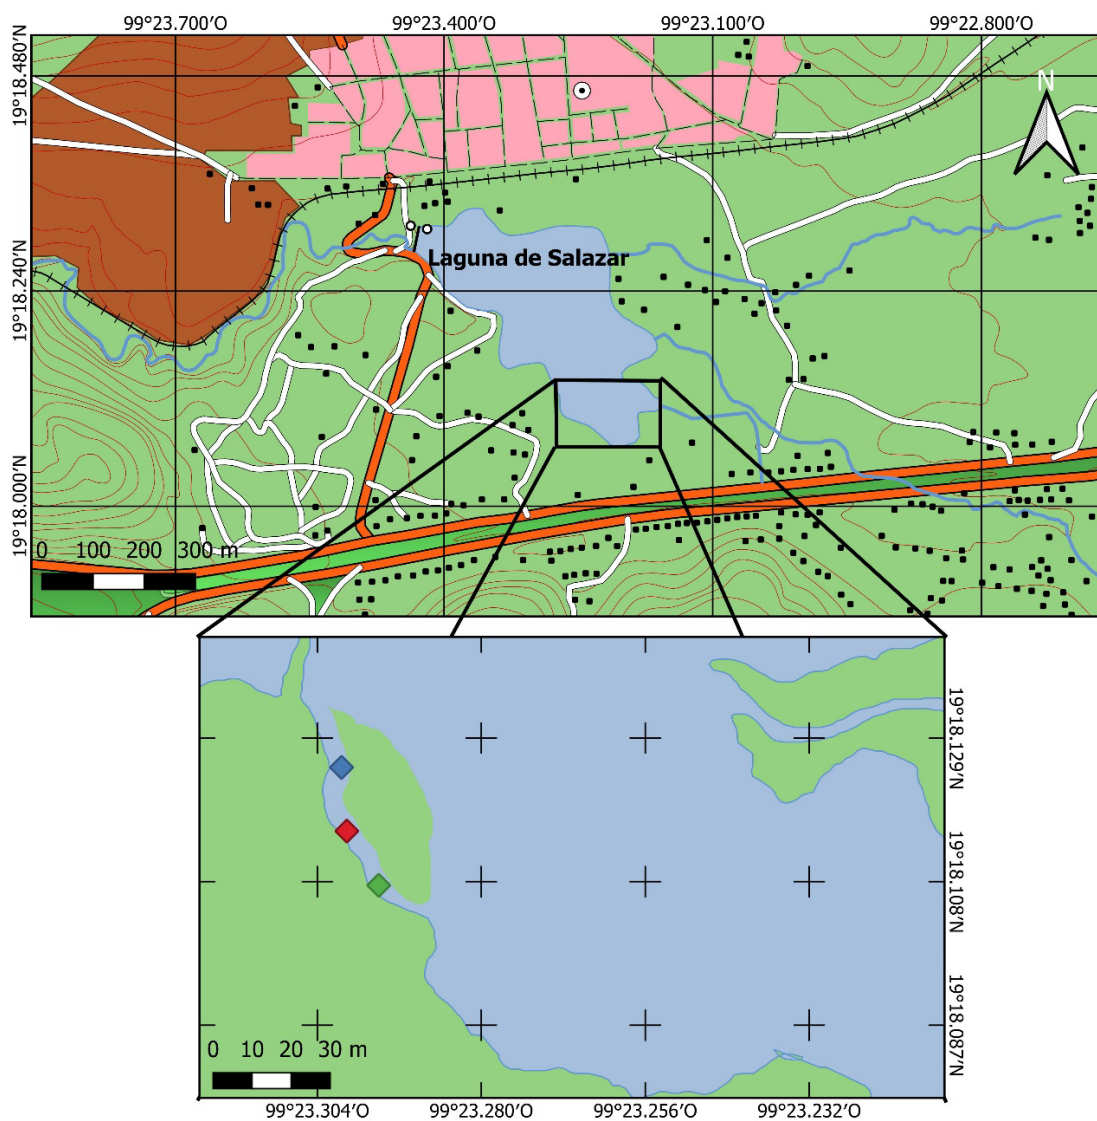 99°23.700′O 99°23.400′O 99°23.100′O 99°22.800′O
19°18.480′N
N
19°18.240′N
Laguna de Salazar
19°18.000′N
0 100 200 300 m
19°18.129′N
19°18.108′N
19°18.087′N
0 10 20 30 m
99°23.304′O 99°23.280′O 99°23.256′O 99°23.232′O